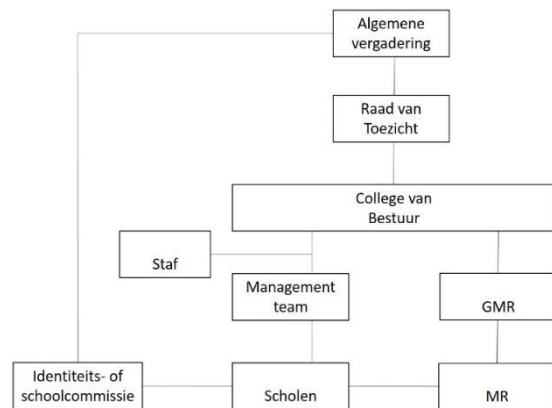 Algemene
vergadering
Raad van
Toezicht
College van
Bestuur
Staf
Management
team
GMR
Identiteits- of
schoolcommissie
Scholen
MR